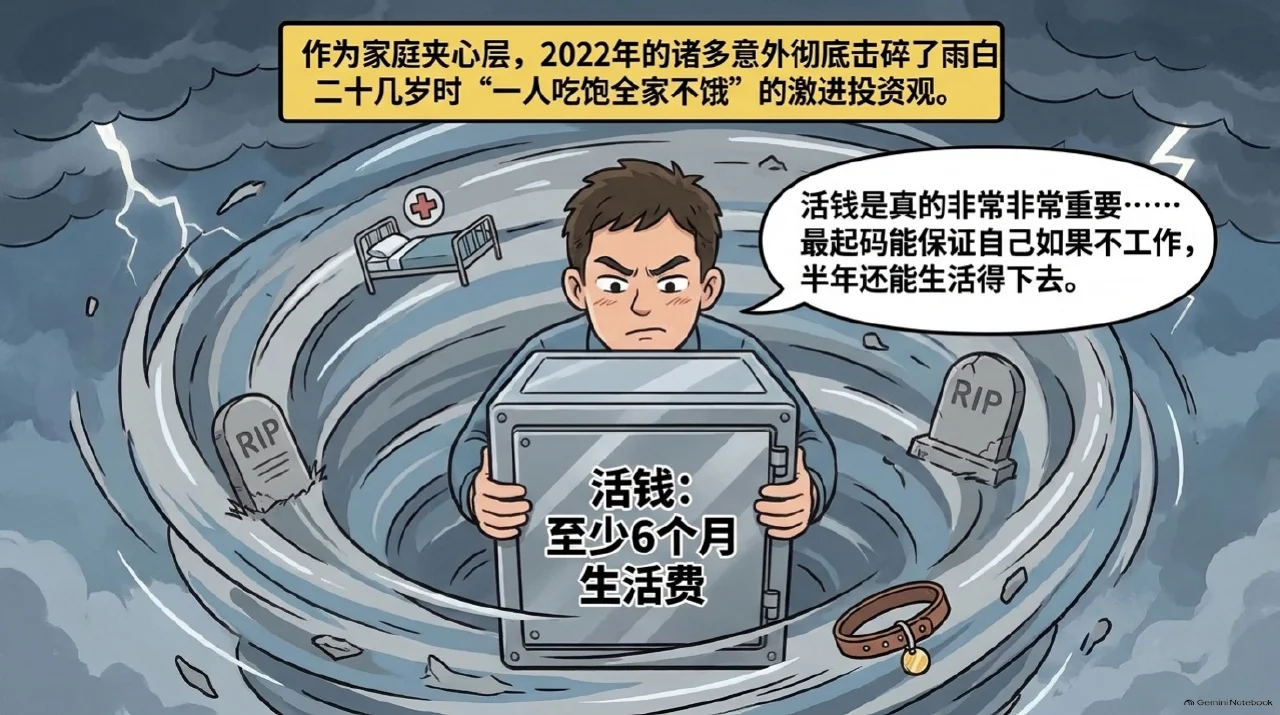 作为家庭夹心层，2022年的诸多意外彻底击碎了雨白
二十几岁时“一人吃饱全家不饿”的激进投资观。
活钱是真的非常非常重要……
最起码能保证自己如果不工作，
半年还能生活得下去。
RIP
RIP
活钱：
至少6个月
生活费
Gemini Notebook